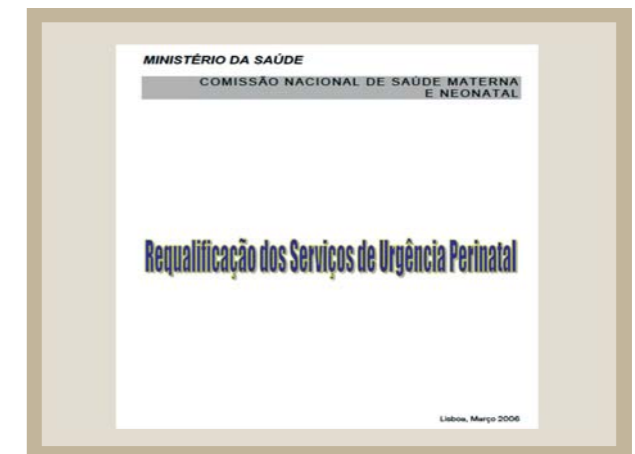 MINISTÉRIO DA SAÚDE
COMISSÃO NACIONAL DE SAÚDE MATERNA
E NEONATAL
Requalificação dos Serviços de Urgência Perinatal
Lisboa, Março 2006